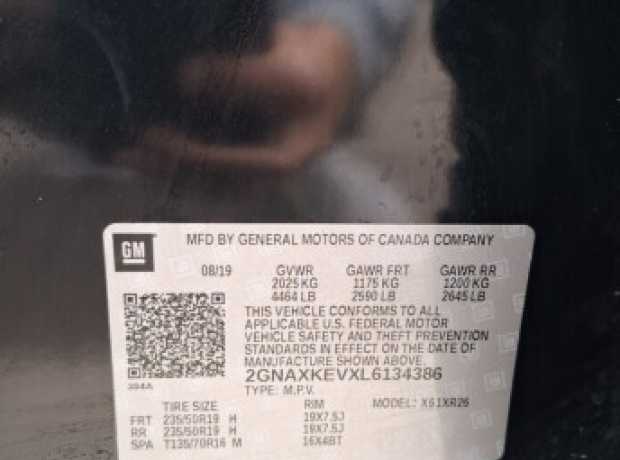 GM
MFD BY GENERAL MOTORS OF CANADA COMPANY
08/19 GVWR GAWR FRT GAWR RR
2025 KG 1175 KG 1200 KG
4464 LB 2590 LB 2645 LB
THIS VEHICLE CONFORMS TO ALL
APPLICABLE U.S. FEDERAL MOTOR
VEHICLE SAFETY AND THEFT PREVENTION
STANDARDS IN EFFECT ON THE DATE OF
MANUFACTURE SHOWN ABOVE.
2GNAXKEVXL6134386
TYPE: M.P.V. MODEL: X61XR26
TIRE SIZE RIM
FRT 235/50R19 H 19X7.5J
RR 235/50R19 H 19X7.5J
SPA T135/70R16 M 16X4BT